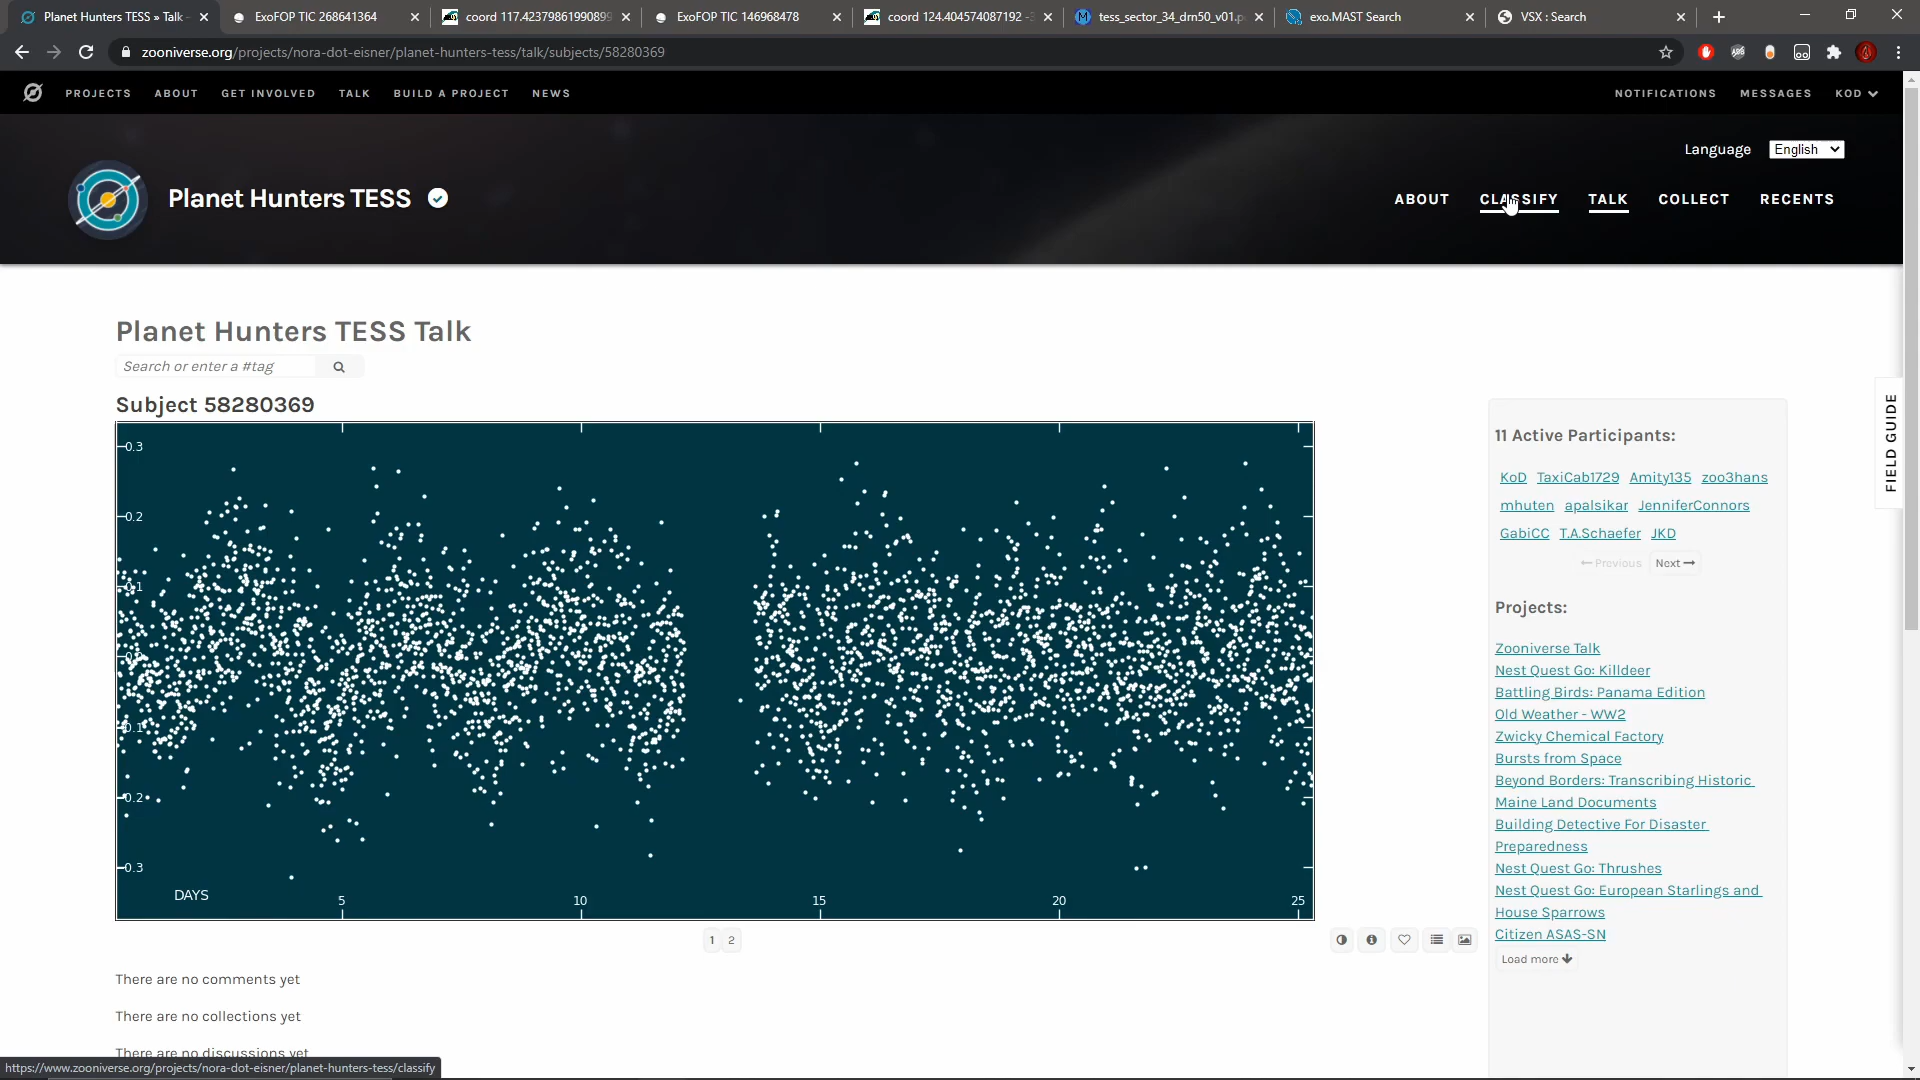 Planet Hunters TESS » Talk
ExoFOP TIC 268641364
coord 117.4237986199089
ExoFOP TIC 146968478
coord 124.404574087192
tess_sector_34_drn50_v01.p
exo.MAST Search
VSX : Search
zooniverse.org/projects/nora-dot-eisner/planet-hunters-tess/talk/subjects/58280369
PROJECTS ABOUT GET INVOLVED TALK BUILD A PROJECT NEWS
NOTIFICATIONS MESSAGES KOD
Language English
Planet Hunters TESS
ABOUT CLASSIFY TALK COLLECT RECENTS
Planet Hunters TESS Talk
Search or enter a #tag
Subject 58280369
0.3
0.2
0.1
0.1
0.2
0.3
DAYS
5 10 15 20 25
1 2
There are no comments yet
There are no collections yet
There are no discussions yet
FIELD GUIDE
11 Active Participants:
KoD TaxiCab1729 Amity135 zoo3hans
mhuten apalsikar JenniferConnors
GabiCC T.A.Schaefer JKD
Previous Next
Projects:
Zooniverse Talk
Nest Quest Go: Killdeer
Battling Birds: Panama Edition
Old Weather - WW2
Zwicky Chemical Factory
Bursts from Space
Beyond Borders: Transcribing Historic
Maine Land Documents
Building Detective For Disaster
Preparedness
Nest Quest Go: Thrushes
Nest Quest Go: European Starlings and
House Sparrows
Citizen ASAS-SN
Load more
https://www.zooniverse.org/projects/nora-dot-eisner/planet-hunters-tess/classify